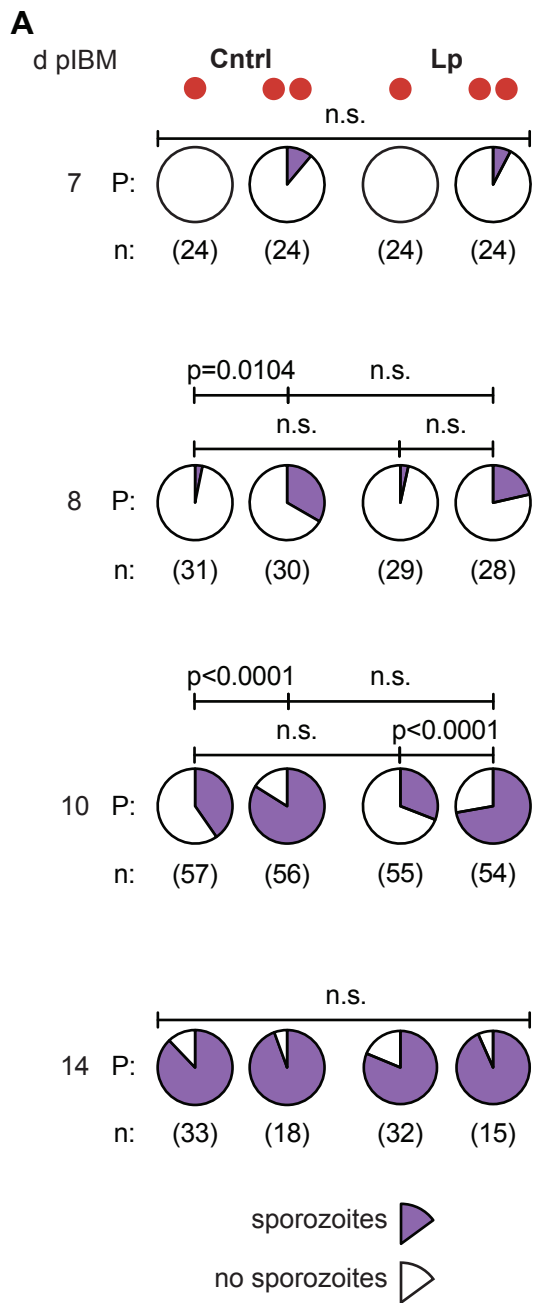 A
d pIBM Cntrl Lp
n.s.
7 P:
n: (24) (24) (24) (24)
p=0.0104 n.s.
n.s. n.s.
8 P:
n: (31) (30) (29) (28)
p<0.0001 n.s.
n.s. p<0.0001
10 P:
n: (57) (56) (55) (54)
n.s.
14 P:
n: (33) (18) (32) (15)
sporozoites
no sporozoites